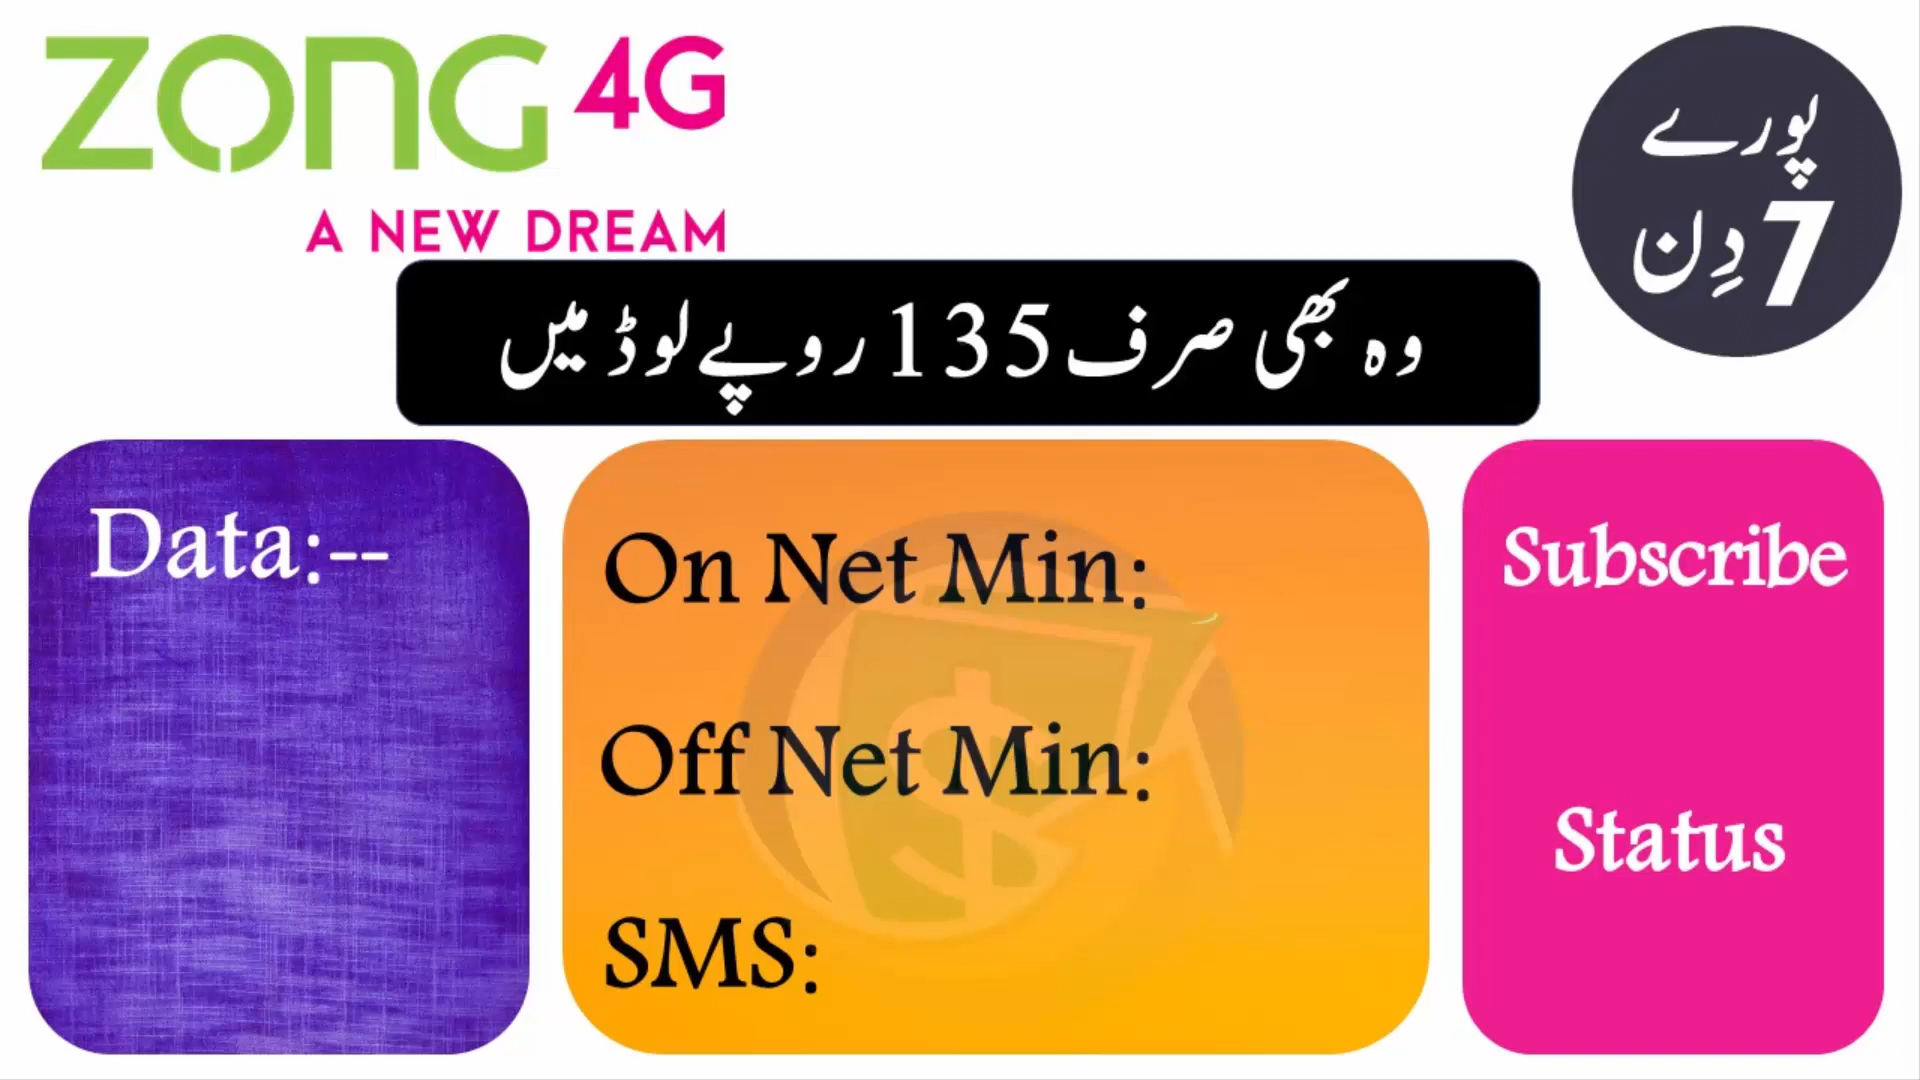 ZONG 4G
A NEW DREAM
پورے
7 دِن
وہ بھی صرف 135 روپے لوڈ میں
Data:--
On Net Min:
Off Net Min:
SMS:
Subscribe
Status